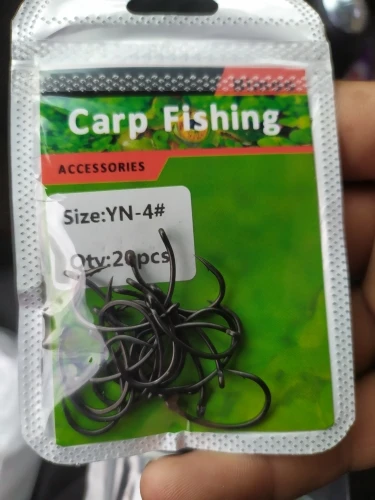 Carp Fishing
ACCESSORIES
Size:YN-4#
Qty:20pcs